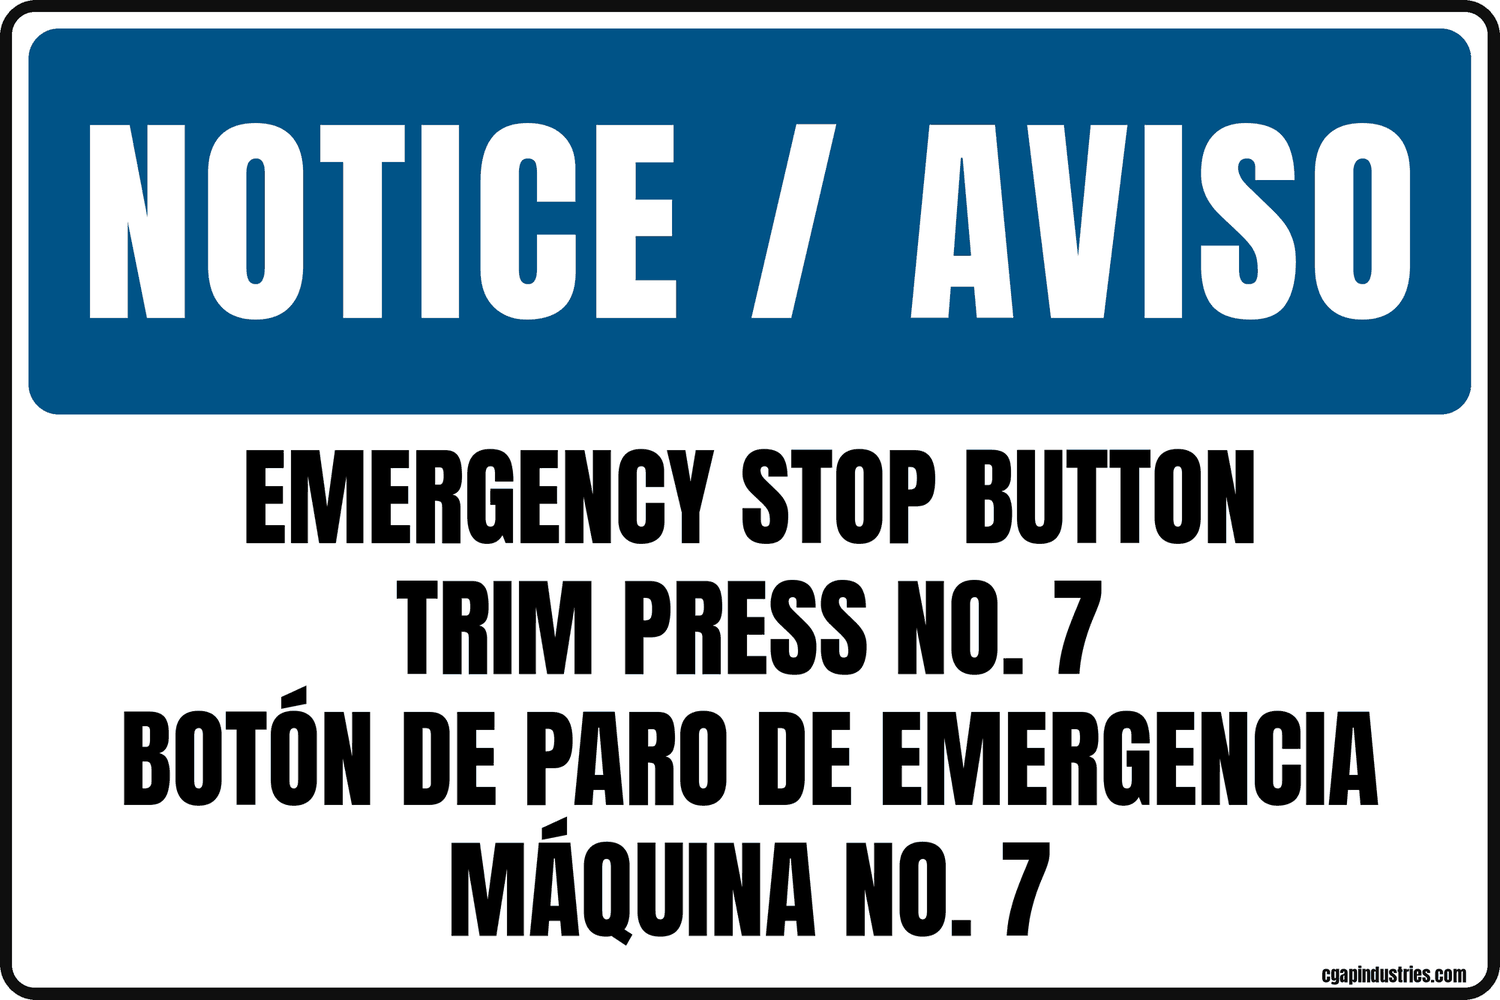 NOTICE / AVISO
EMERGENCY STOP BUTTON
TRIM PRESS NO. 7
BOTÓN DE PARO DE EMERGENCIA
MÁQUINA NO. 7
cgapindustries.com